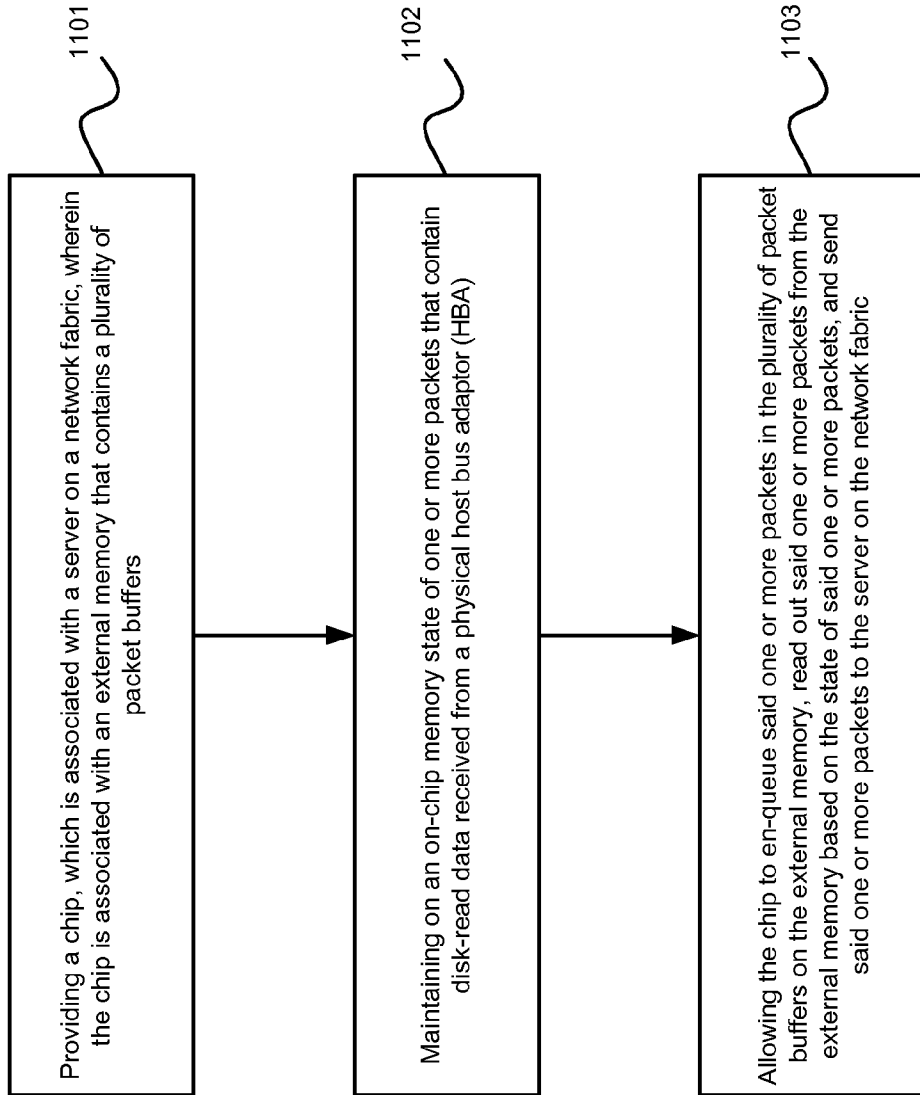 Providing a chip, which is associated with a server on a network fabric, wherein
the chip is associated with an external memory that contains a plurality of
packet buffers
1101
Maintaining on an on-chip memory state of one or more packets that contain
disk-read data received from a physical host bus adaptor (HBA)
1102
Allowing the chip to en-queue said one or more packets in the plurality of packet
buffers on the external memory, read out said one or more packets from the
external memory based on the state of said one or more packets, and send
said one or more packets to the server on the network fabric
1103